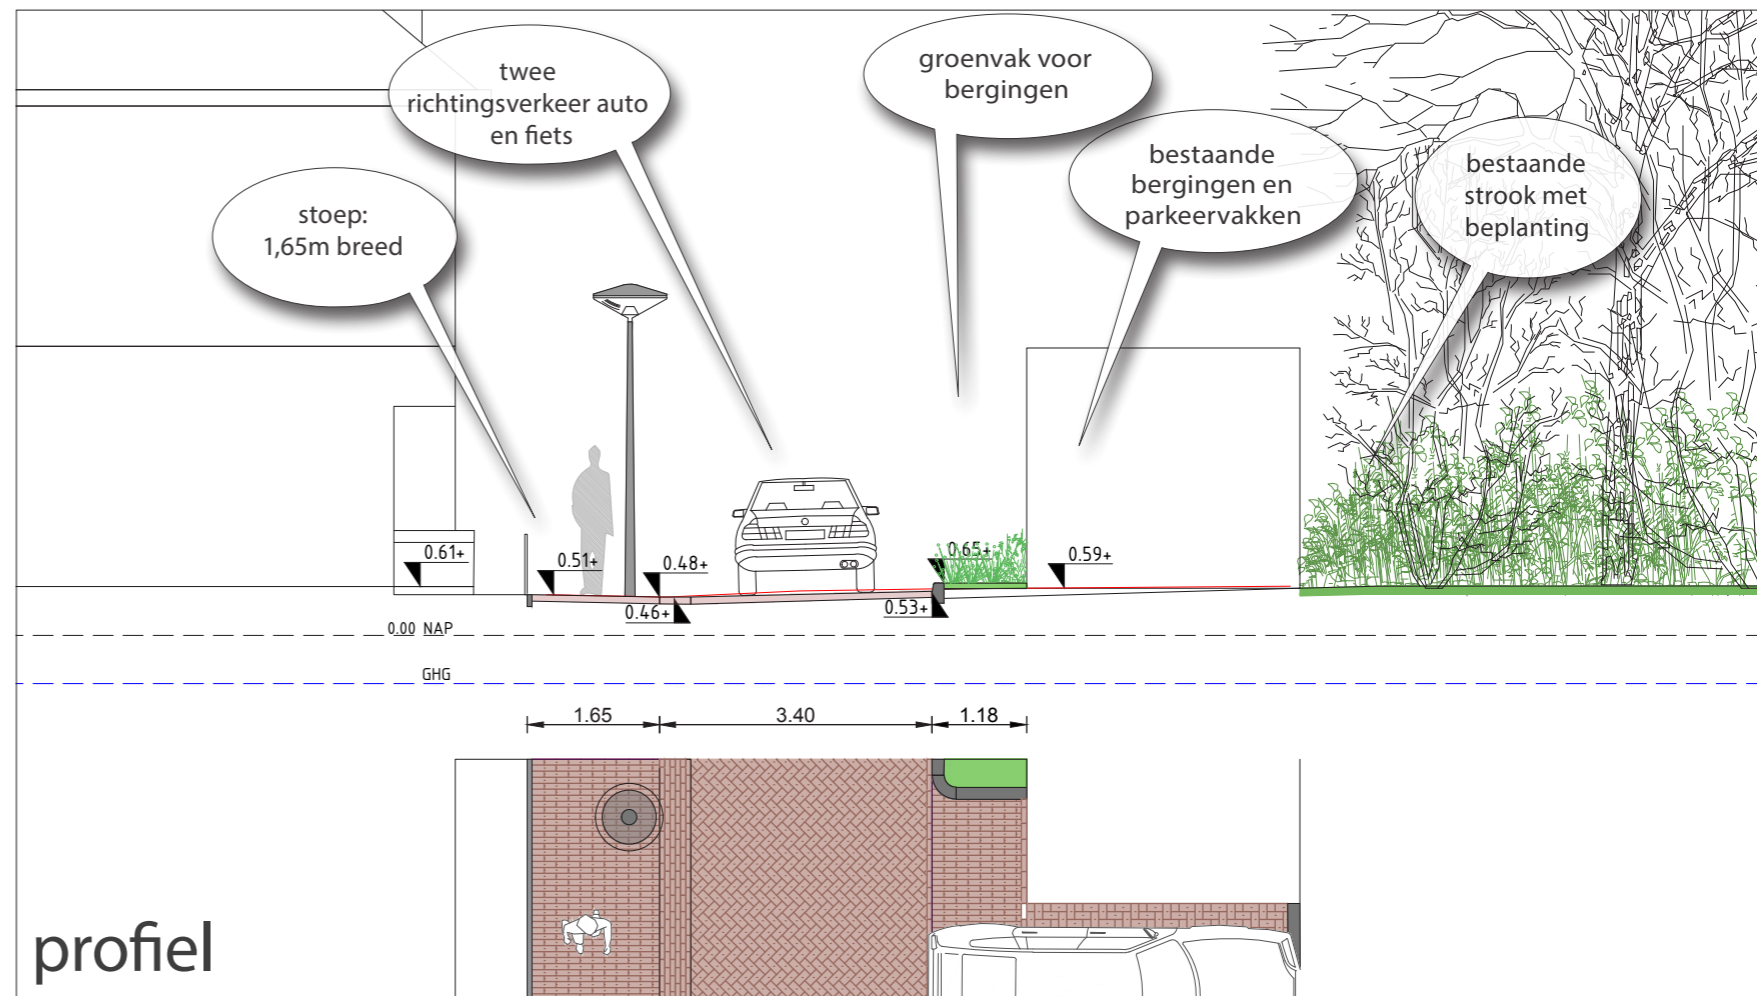 twee
richtingsverkeer auto
en fiets
groenvak voor
bergingen
bestaande
bergingen en
parkeervakken
bestaande
strook met
beplanting
stoep:
1,65m breed
0.61+
0.51+
0.48+
0.46+
0.65+
0.53+
0.59+
0.00 NAP
GHG
1.65
3.40
1.18
profiel